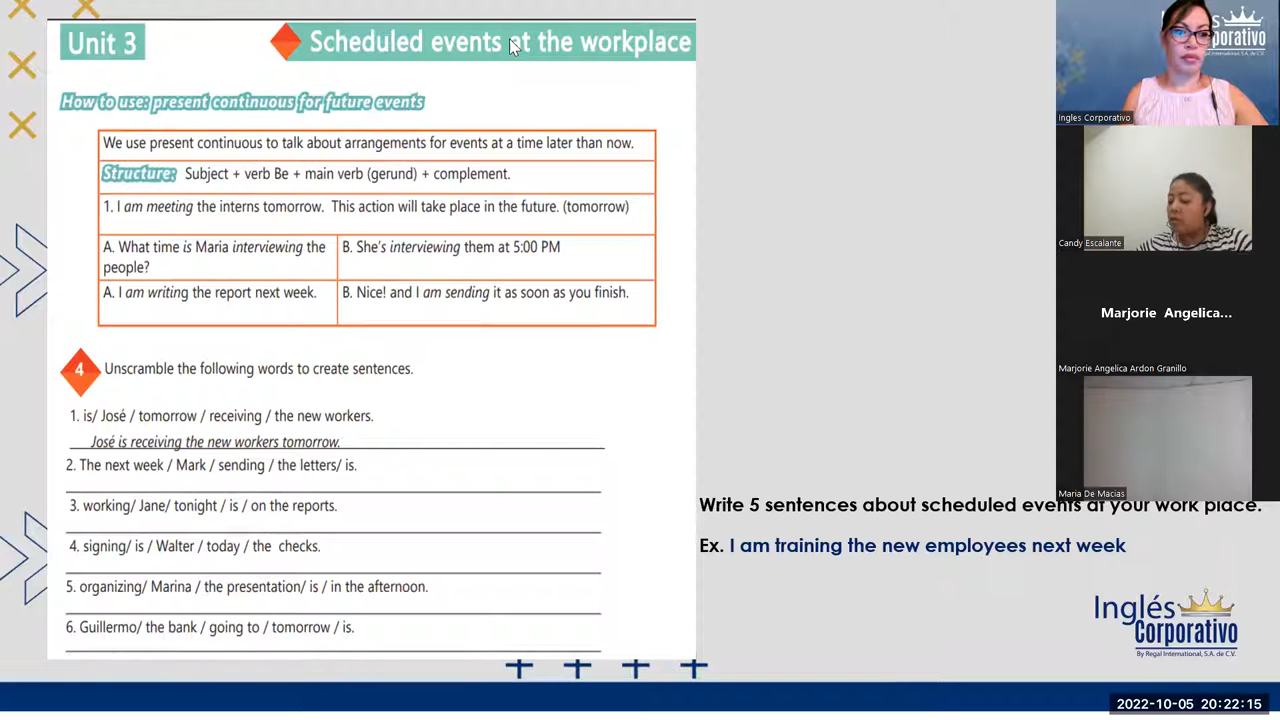 Unit 3
Scheduled events at the workplace
How to use: present continuous for future events
We use present continuous to talk about arrangements for events at a time later than now.
Structure: Subject + verb Be + main verb (gerund) + complement.
1. I am meeting the interns tomorrow. This action will take place in the future. (tomorrow)
A. What time is Maria interviewing the
people?
B. She's interviewing them at 5:00 PM
A. I am writing the report next week.
B. Nice! and I am sending it as soon as you finish.
4 Unscramble the following words to create sentences.
1. is/ José / tomorrow / receiving / the new workers.
José is receiving the new workers tomorrow.
2. The next week / Mark / sending / the letters/ is.
3. working/ Jane/ tonight / is / on the reports.
4. signing/ is / Walter / today / the checks.
5. organizing/ Marina / the presentation/ is / in the afternoon.
6. Guillermo/ the bank / going to / tomorrow / is.
Write 5 sentences about scheduled events at your work place.
Ex. I am training the new employees next week
Inglés
Corporativo
By Regal International, S.A. de C.V.
Ingles Corporativo
Candy Escalante
Marjorie Angelica...
Marjorie Angelica Ardon Granillo
Maria De Macias
2022-10-05 20:22:15